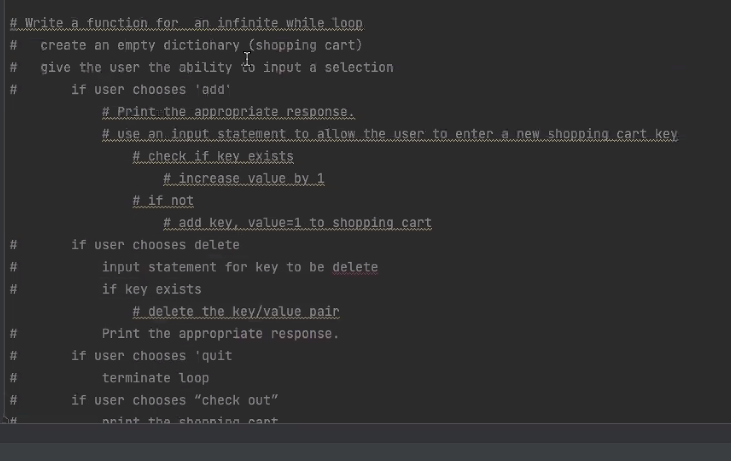 # Write a function for  an infinite while loop
#   create an empty dictionary (shopping cart)
#   give the user the ability to input a selection
#       if user chooses 'add'
            # Print the appropriate response.
            # use an input statement to allow the user to enter a new shopping cart key
                # check if key exists
                    # increase value by 1
                # if not
                    # add key, value=1 to shopping cart
#       if user chooses delete
#           input statement for key to be delete
#           if key exists
                # delete the key/value pair
#           Print the appropriate response.
#       if user chooses 'quit
#           terminate loop
#       if user chooses “check out”
#           print the shopping cart